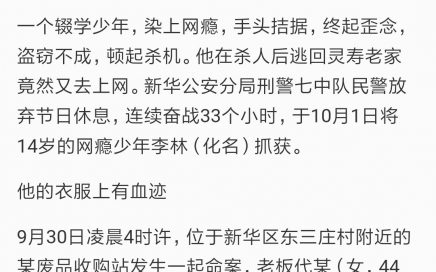 一个辍学少年，染上网瘾，手头拮据，终起歪念，
盗窃不成，顿起杀机。他在杀人后逃回灵寿老家
竟然又去上网。新华公安分局刑警七中队民警放
弃节日休息，连续奋战33个小时，于10月1日将
14岁的网瘾少年李林（化名）抓获。
他的衣服上有血迹
9月30日凌晨4时许，位于新华区东三庄村附近的
某废品收购站发生一起命案，老板代某（女，44